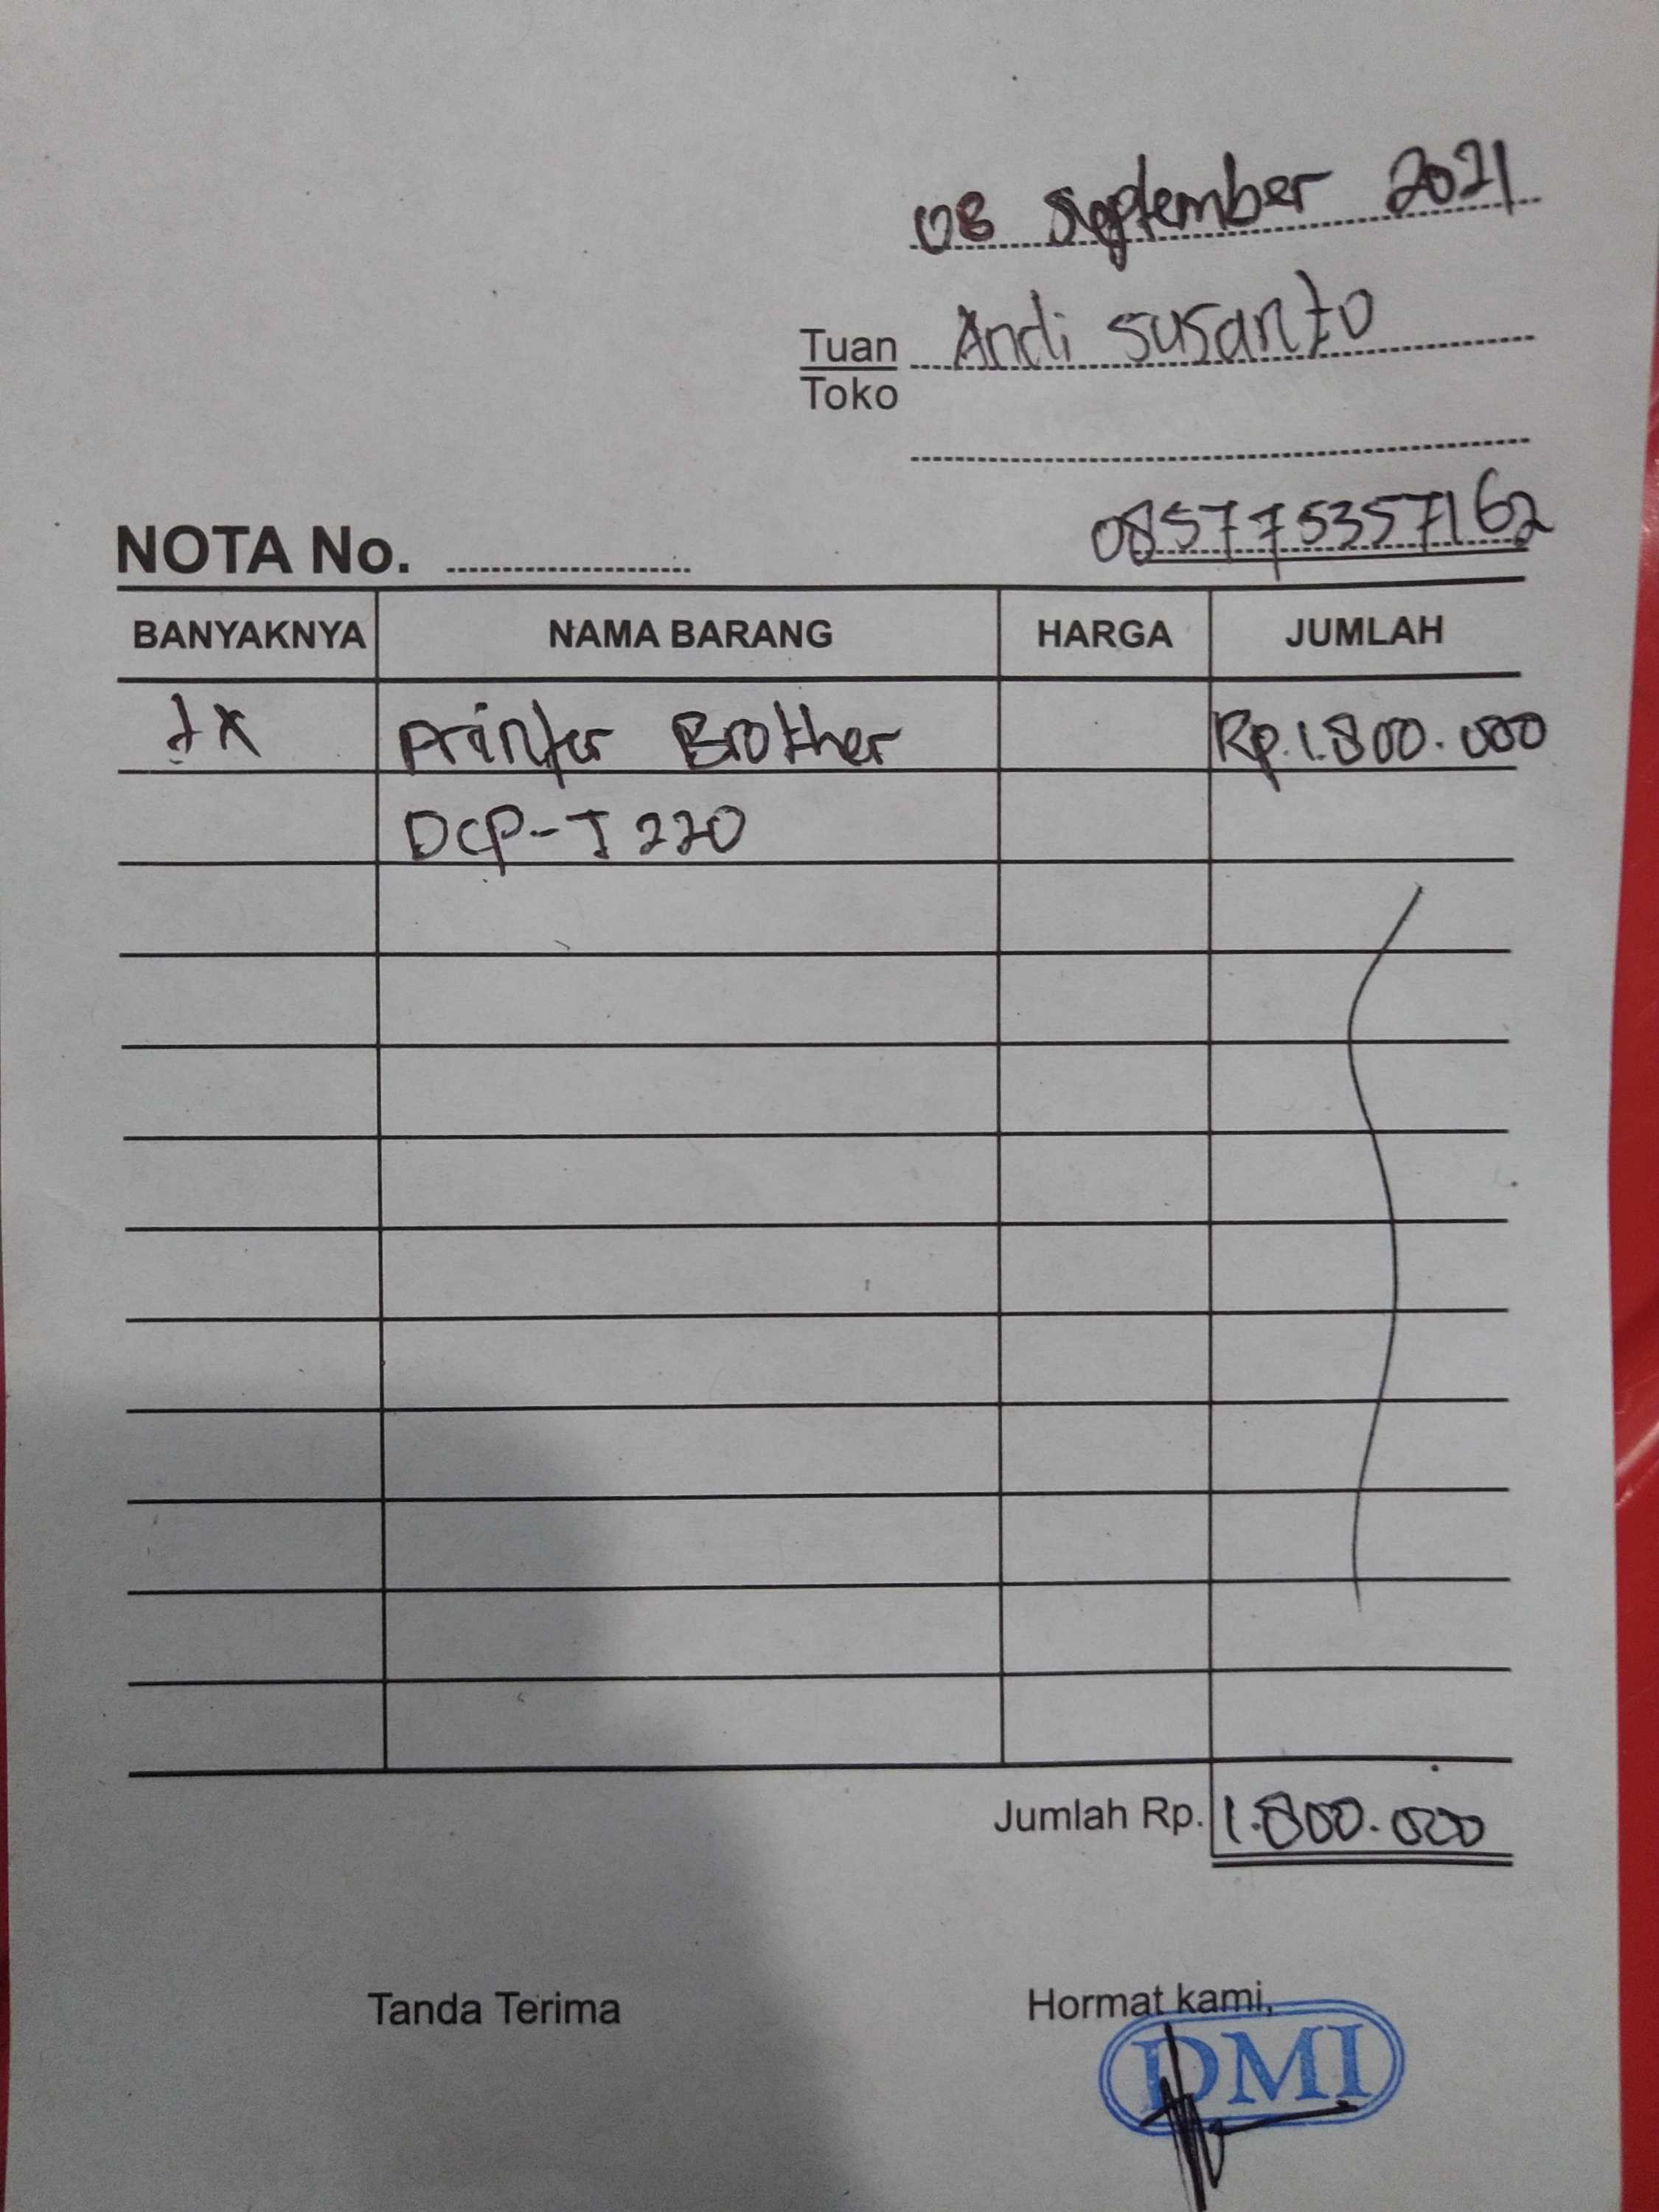 08 September 2021
Tuan Andi Susanto
Toko
085775357162
NOTA No. ....................
BANYAKNYA NAMA BARANG HARGA JUMLAH
1x Printer Brother Rp. 1.800.000
DCP-T220
Jumlah Rp. 1.800.000
Tanda Terima Hormat kami,
DMI